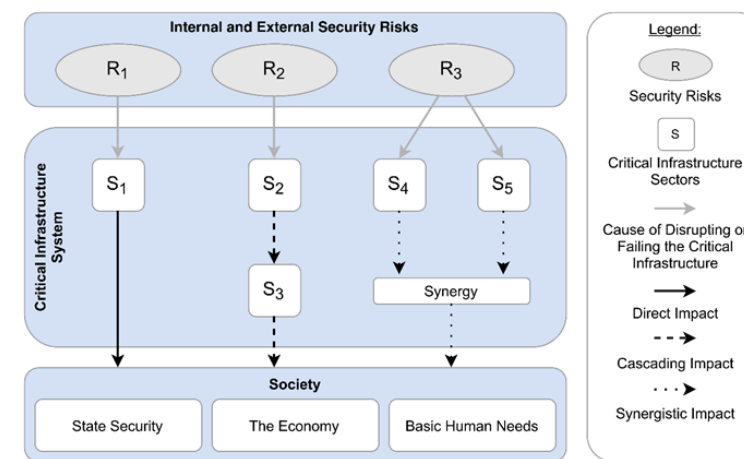 Internal and External Security Risks
R1
R2
R3
Critical Infrastructure
System
S1
S2
S4
S5
S3
Synergy
Society
State Security
The Economy
Basic Human Needs
Legend:
R
Security Risks
S
Critical Infrastructure
Sectors
Cause of Disrupting or
Failing the Critical
Infrastructure
Direct Impact
Cascading Impact
Synergistic Impact